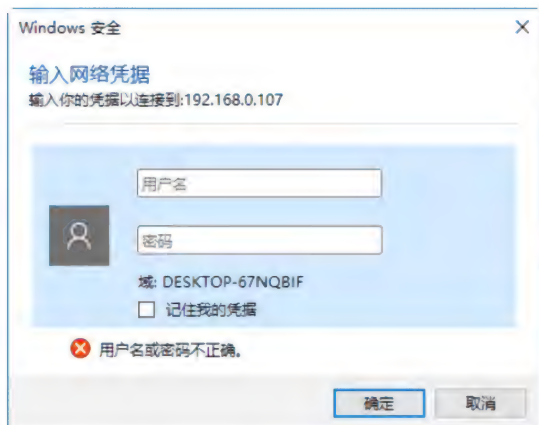 Windows 安全
输入网络凭据
输入你的凭据以连接到:192.168.0.107
用户名
密码
域: DESKTOP-67NQBIF
记住我的凭据
用户名或密码不正确。
确定
取消